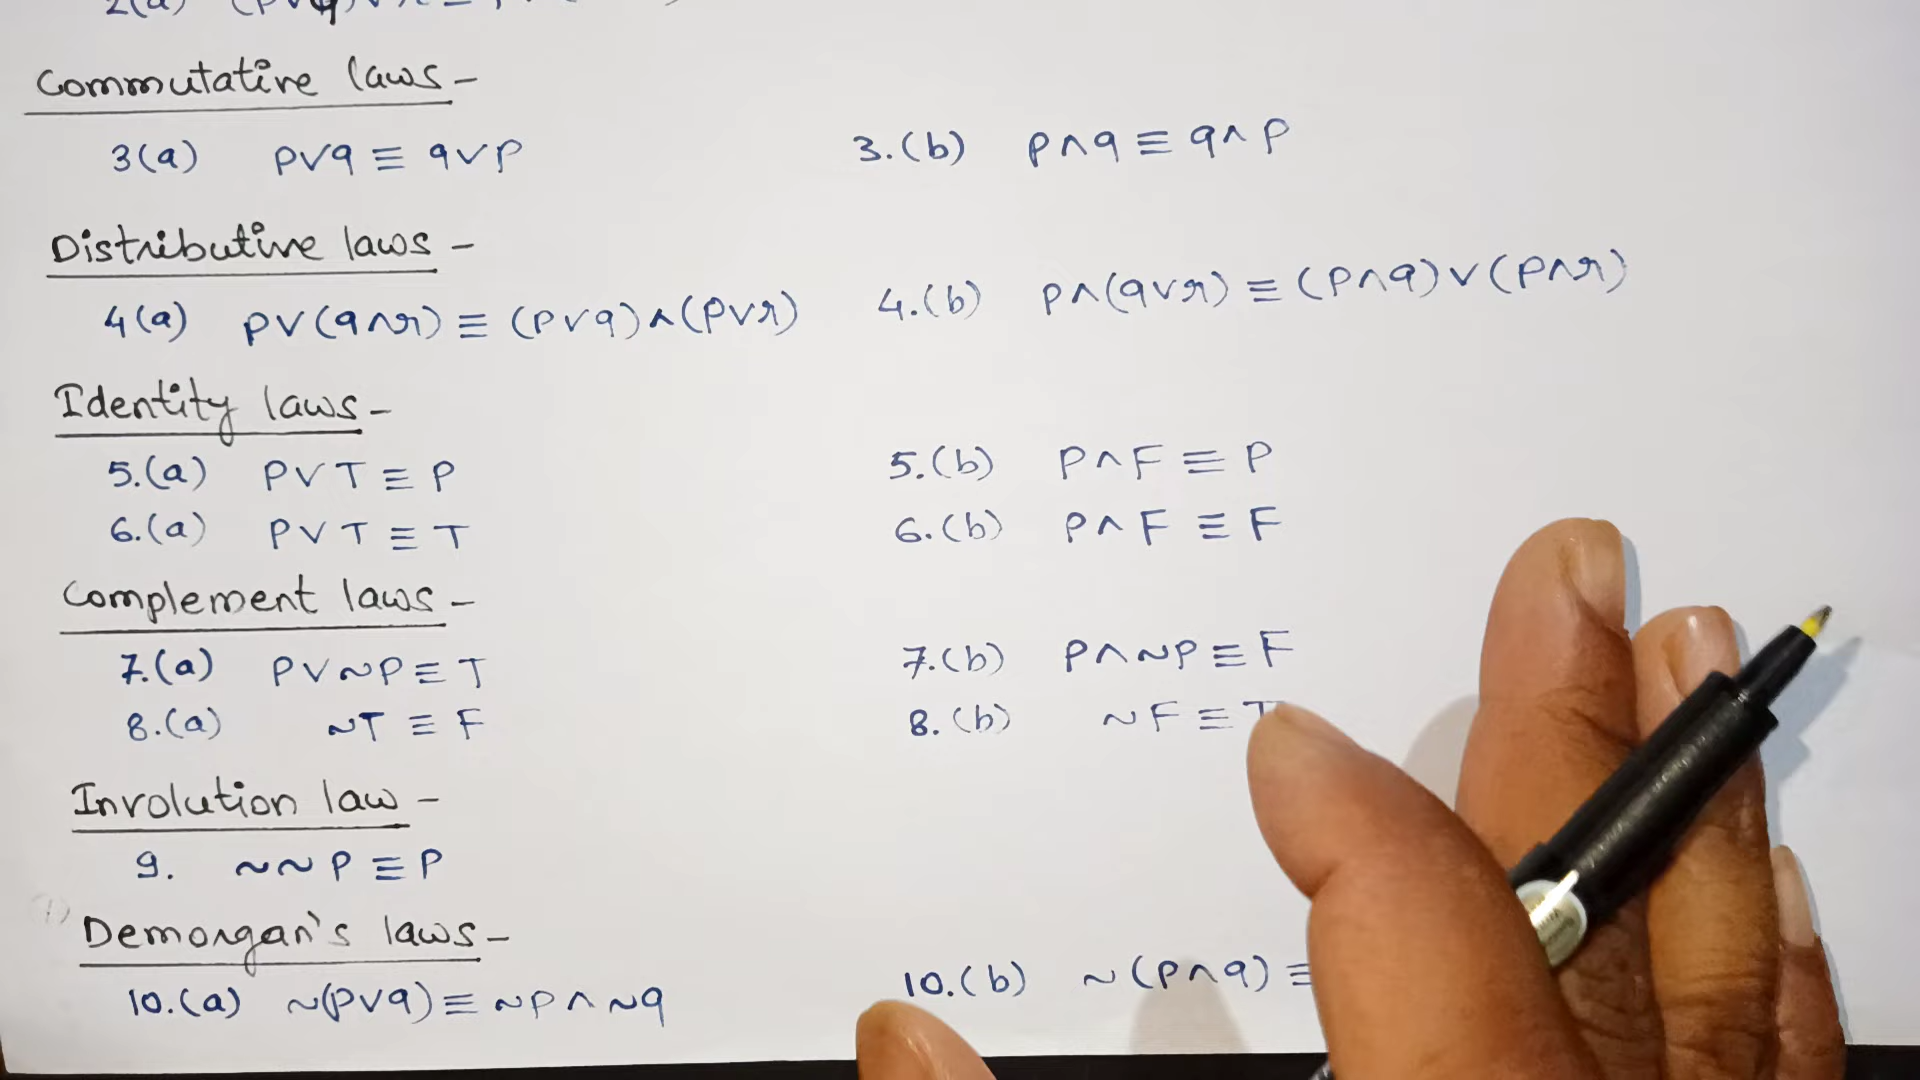 2(a) (p∨q)
Commutative laws-
3(a) p∨q ≡ q∨p 3.(b) p∧q ≡ q∧p
Distributive laws-
4(a) p∨(q∧r) ≡ (p∨q)∧(p∨r) 4.(b) p∧(q∨r) ≡ (p∧q)∨(p∧r)
Identity laws-
5.(a) P∨T ≡ P 5.(b) P∧F ≡ P
6.(a) P∨T ≡ T 6.(b) P∧F ≡ F
Complement laws-
7.(a) P∨~P ≡ T 7.(b) P∧~P ≡ F
8.(a) ~T ≡ F 8.(b) ~F ≡ T
Involution law-
9. ~~P ≡ P
Demorgan's laws-
10.(a) ~(p∨q) ≡ ~p∧~q 10.(b) ~(p∧q) ≡